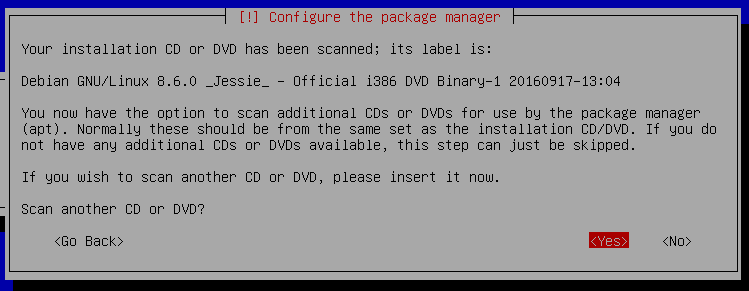 [!] Configure the package manager
Your installation CD or DVD has been scanned; its label is:
Debian GNU/Linux 8.6.0 _Jessie_ - Official i386 DVD Binary-1 20160917-13:04
You now have the option to scan additional CDs or DVDs for use by the package manager
(apt). Normally these should be from the same set as the installation CD/DVD. If you do
not have any additional CDs or DVDs available, this step can just be skipped.
If you wish to scan another CD or DVD, please insert it now.
Scan another CD or DVD?
<Go Back> <Yes> <No>